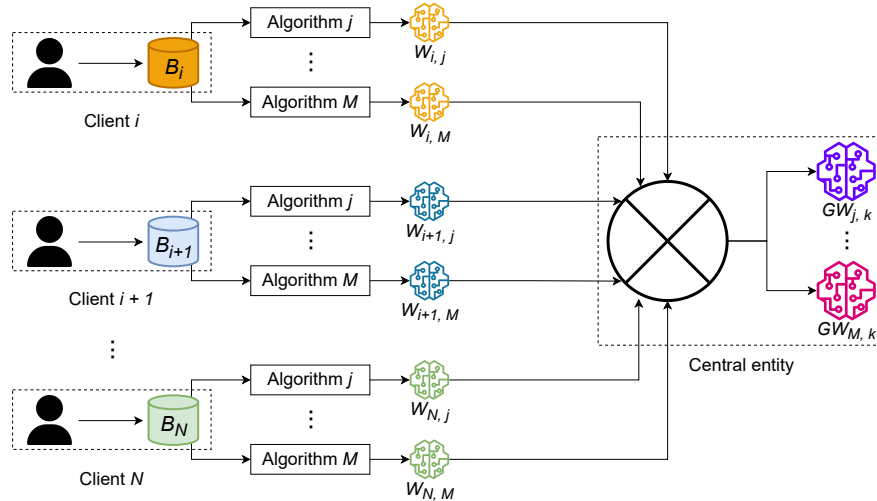 Algorithm j
W_{i, j}
B_i
⋮
Algorithm M
W_{i, M}
Client i
Algorithm j
W_{i+1, j}
B_{i+1}
⋮
Algorithm M
W_{i+1, M}
Client i + 1
GW_{j, k}
⋮
GW_{M, k}
Central entity
⋮
Algorithm j
W_{N, j}
B_N
⋮
Algorithm M
W_{N, M}
Client N